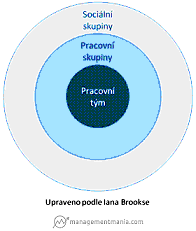 Sociální
skupiny
Pracovní
skupiny
Pracovní
tým
Upraveno podle Iana Brookse
managementmania.com